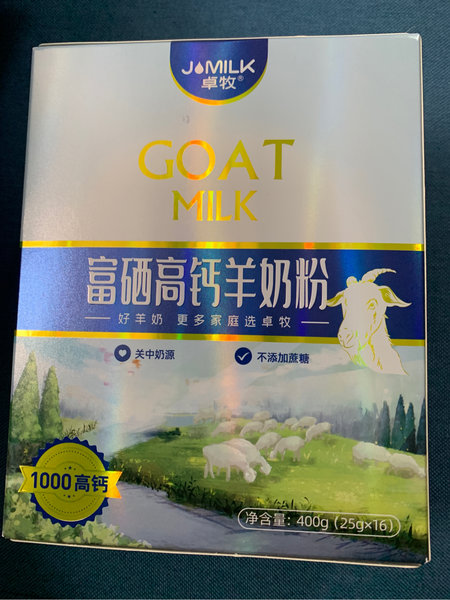 JMILK
卓牧®
GOAT
MILK
富硒高钙羊奶粉
好羊奶 更多家庭选卓牧
关中奶源
不添加蔗糖
1000高钙
净含量：400g（25g×16）